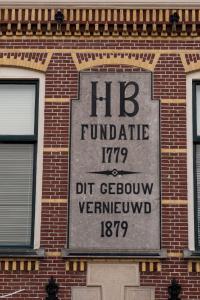 HB
FUNDATIE
1779
DIT GEBOUW
VERNIEUWD
1879